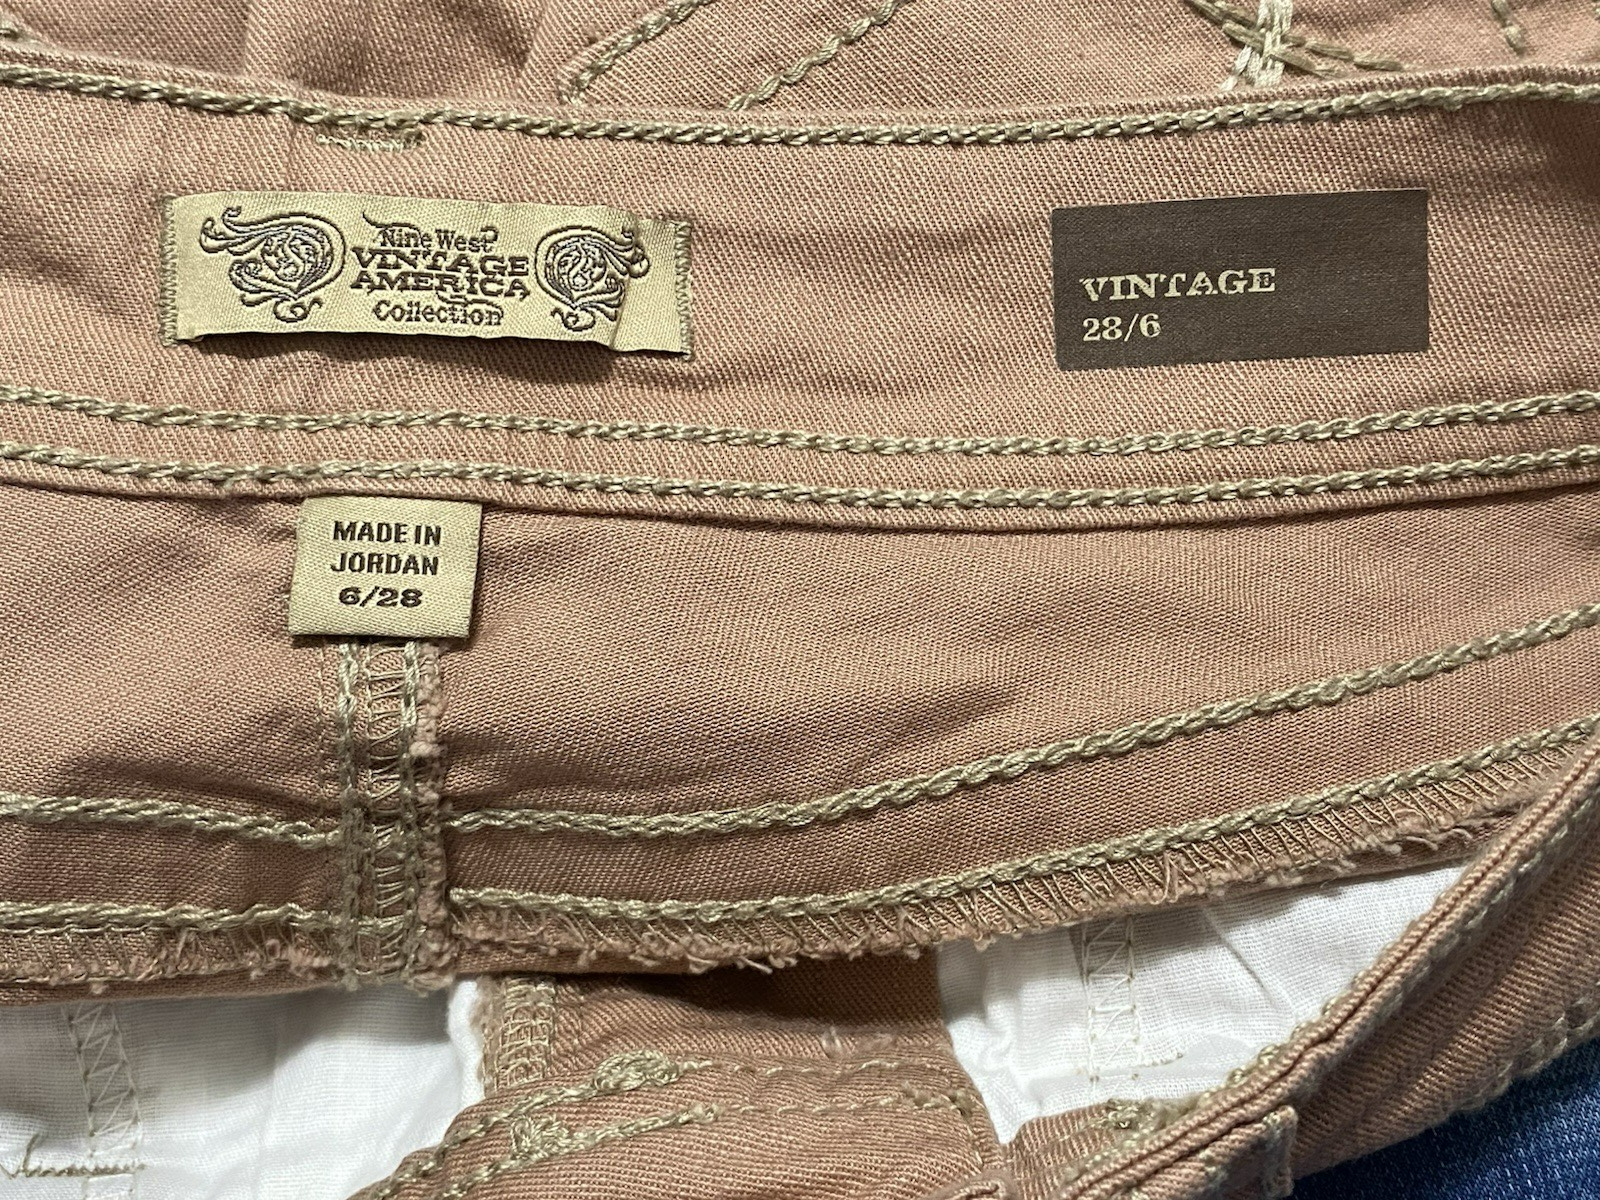 Nine West
VINTAGE
AMERICA
Collection
VINTAGE
28/6
MADE IN
JORDAN
6/28